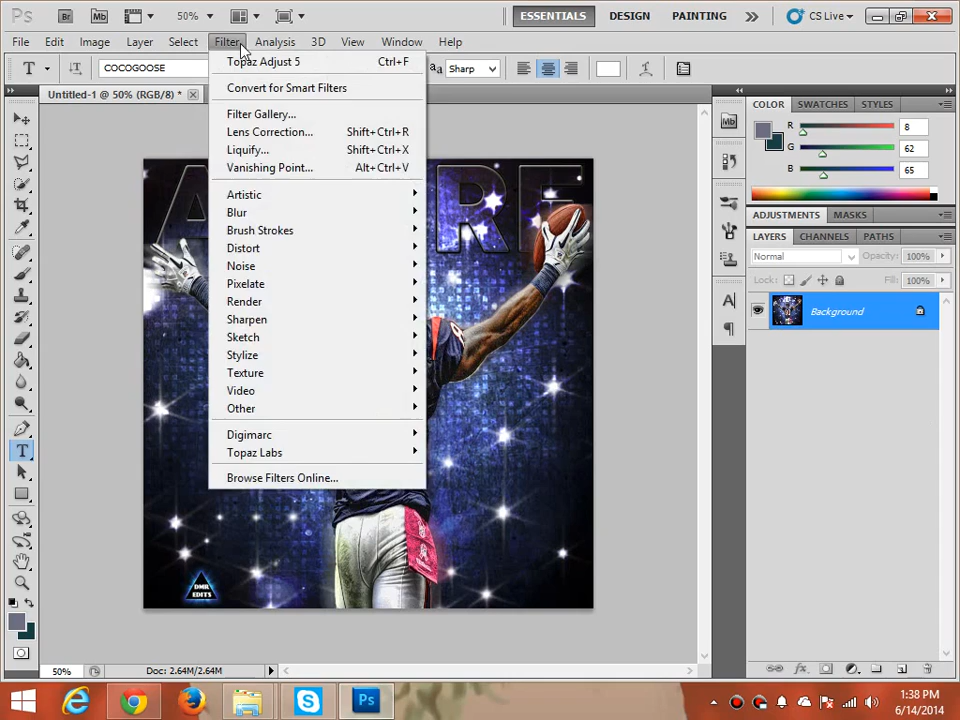 Ps Br Mb 50% ESSENTIALS DESIGN PAINTING CS Live
File Edit Image Layer Select Filter Analysis 3D View Window Help
T COCOGOOSE aa Sharp
Untitled-1 @ 50% (RGB/8) *
Topaz Adjust 5 Ctrl+F
Convert for Smart Filters
Filter Gallery...
Lens Correction... Shift+Ctrl+R
Liquify... Shift+Ctrl+X
Vanishing Point... Alt+Ctrl+V
Artistic
Blur
Brush Strokes
Distort
Noise
Pixelate
Render
Sharpen
Sketch
Stylize
Texture
Video
Other
Digimarc
Topaz Labs
Browse Filters Online...
DMR
EDITS
COLOR SWATCHES STYLES
R 8
G 62
B 65
ADJUSTMENTS MASKS
LAYERS CHANNELS PATHS
Normal Opacity: 100%
Lock: Fill: 100%
Background
50% Doc: 2.64M/2.64M
Ps
1:38 PM
6/14/2014